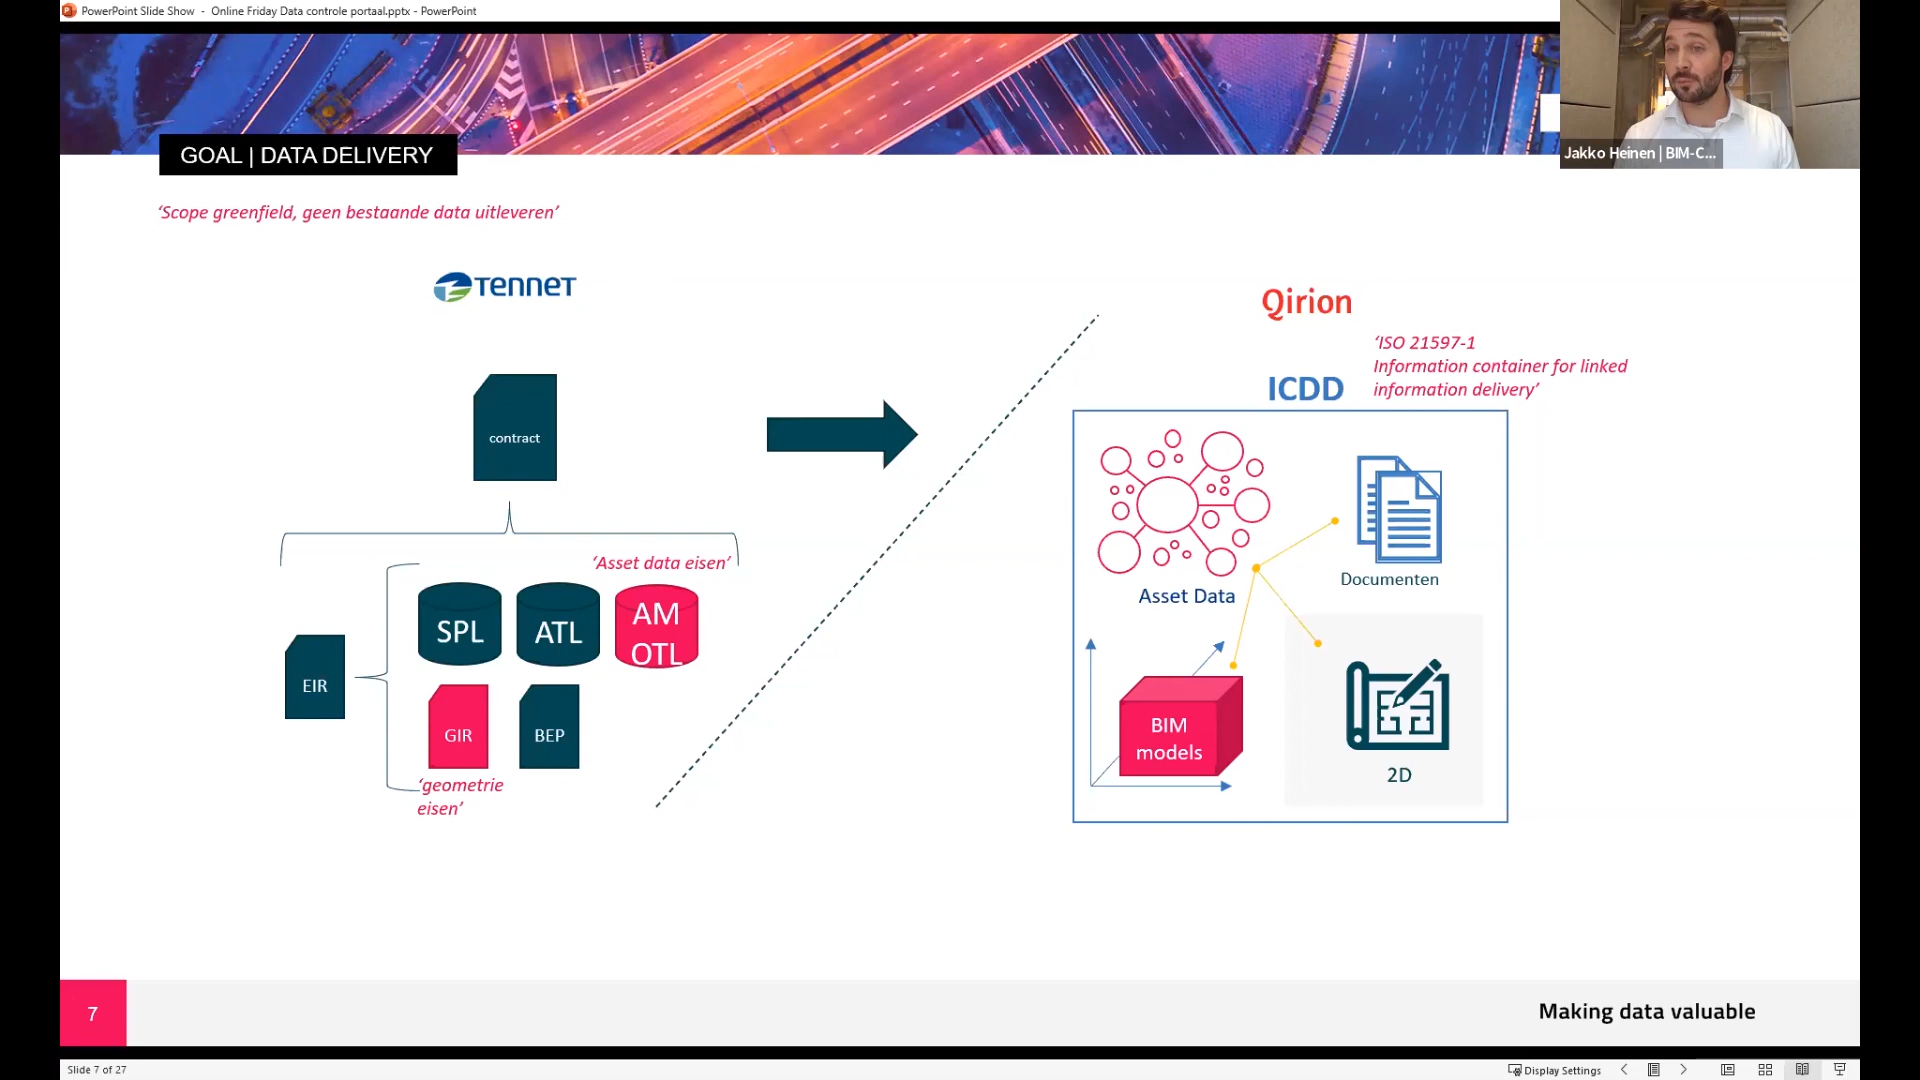 PowerPoint Slide Show - Online Friday Data controle portaal.pptx - PowerPoint
Jakko Heinen | BIM-C...
GOAL | DATA DELIVERY
‘Scope greenfield, geen bestaande data uitleveren’
TenneT
Qirion
‘ISO 21597-1
Information container for linked
information delivery’
ICDD
contract
‘Asset data eisen’
SPL
ATL
AM
OTL
EIR
GIR
BEP
‘geometrie
eisen’
Asset Data
Documenten
BIM
models
2D
7
Making data valuable
Slide 7 of 27
Display Settings